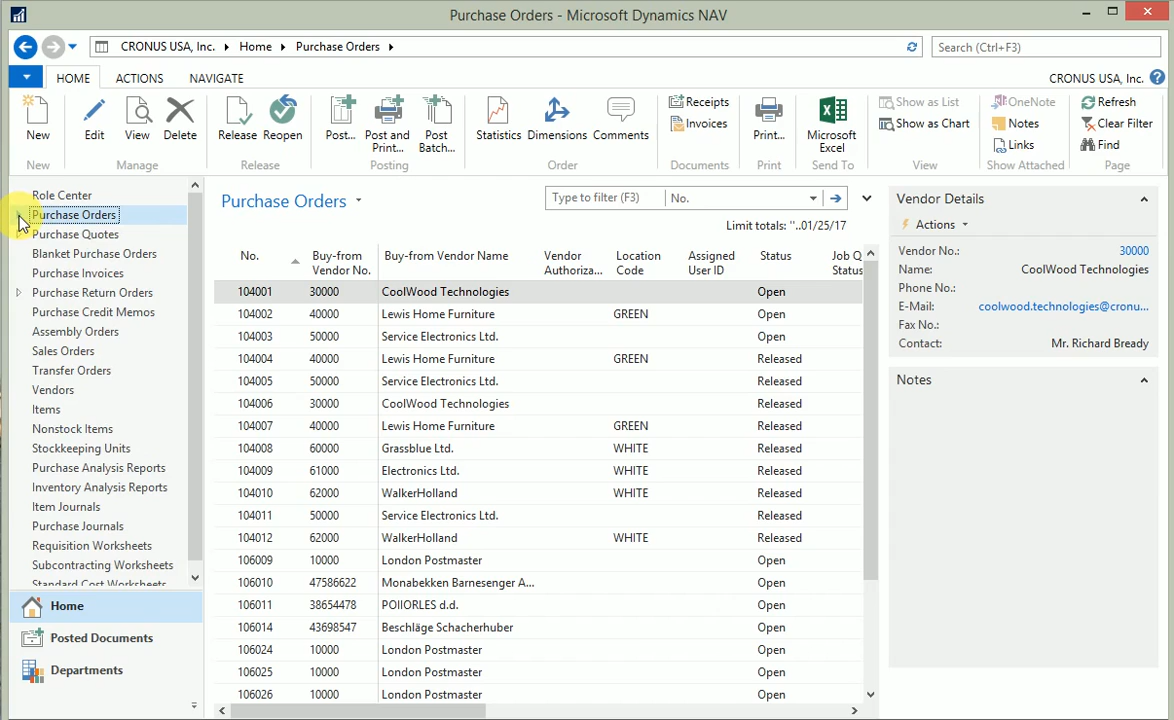 Purchase Orders - Microsoft Dynamics NAV
CRONUS USA, Inc. Home Purchase Orders
Search (Ctrl+F3)
HOME ACTIONS NAVIGATE
CRONUS USA, Inc.
New
Edit View Delete
Release Reopen
Post... Post and Print... Post Batch...
Statistics Dimensions Comments
Receipts
Invoices
Print...
Microsoft Excel
Show as List
Show as Chart
OneNote
Notes
Links
Refresh
Clear Filter
Find
New Manage Release Posting Order Documents Print Send To View Show Attached Page
Role Center
Purchase Orders
Purchase Quotes
Blanket Purchase Orders
Purchase Invoices
Purchase Return Orders
Purchase Credit Memos
Assembly Orders
Sales Orders
Transfer Orders
Vendors
Items
Nonstock Items
Stockkeeping Units
Purchase Analysis Reports
Inventory Analysis Reports
Item Journals
Purchase Journals
Requisition Worksheets
Subcontracting Worksheets
Standard Cost Worksheets
Home
Posted Documents
Departments
Purchase Orders
Type to filter (F3) No.
Limit totals: ''..01/25/17
No. Buy-from Vendor No. Buy-from Vendor Name Vendor Authoriza... Location Code Assigned User ID Status Job Q Status
104001 30000 CoolWood Technologies Open
104002 40000 Lewis Home Furniture GREEN Open
104003 50000 Service Electronics Ltd. Open
104004 40000 Lewis Home Furniture GREEN Released
104005 50000 Service Electronics Ltd. Released
104006 30000 CoolWood Technologies Released
104007 40000 Lewis Home Furniture GREEN Released
104008 60000 Grassblue Ltd. WHITE Released
104009 61000 Electronics Ltd. WHITE Released
104010 62000 WalkerHolland WHITE Released
104011 50000 Service Electronics Ltd. Released
104012 62000 WalkerHolland WHITE Released
106009 10000 London Postmaster Open
106010 47586622 Monabekken Barnesenger A... Open
106011 38654478 POIIORLES d.d. Open
106014 43698547 Beschläge Schacherhuber Open
106024 10000 London Postmaster Open
106025 10000 London Postmaster Open
106026 10000 London Postmaster Open
Vendor Details
Actions
Vendor No.: 30000
Name: CoolWood Technologies
Phone No.:
E-Mail: coolwood.technologies@cronu...
Fax No.:
Contact: Mr. Richard Bready
Notes